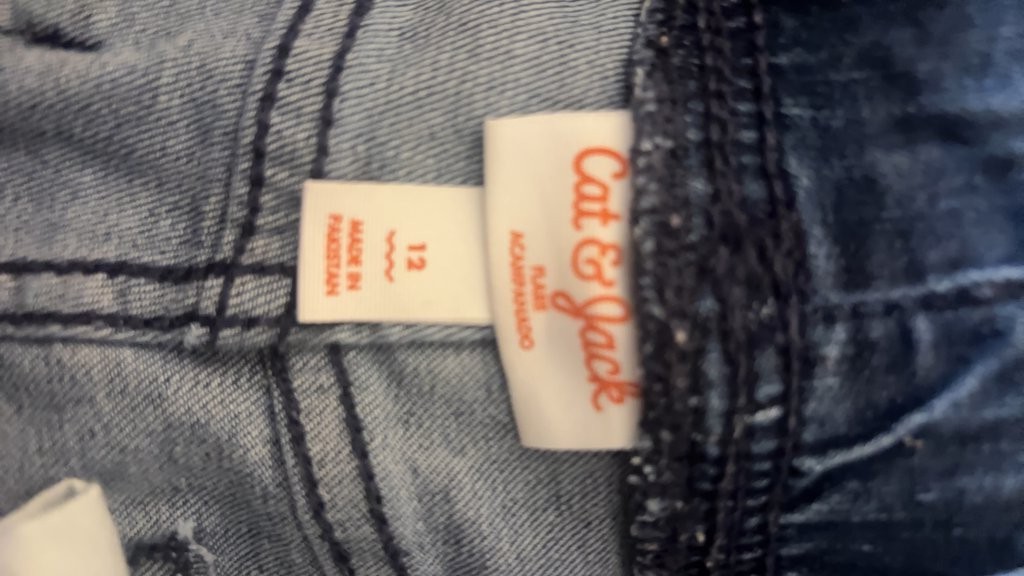 Cat & Jack
FLARE
ACAMPANADO
12
MADE IN
PAKISTAN